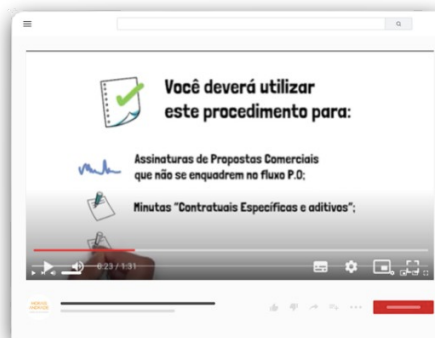 Você deverá utilizar
este procedimento para:
Assinaturas de Propostas Comerciais
que não se enquadrem no fluxo P.O;
Minutas "Contratuais Específicas e aditivos";
0:23 / 1:31